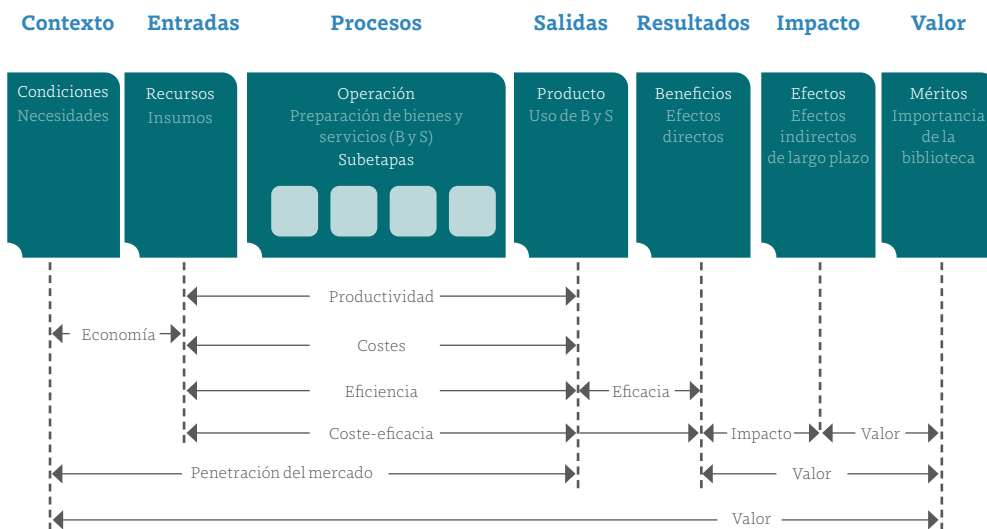 Contexto
Entradas
Procesos
Salidas
Resultados
Impacto
Valor
Condiciones
Necesidades
Recursos
Insumos
Operación
Preparación de bienes y
servicios (B y S)
Subetapas
Producto
Uso de B y S
Beneficios
Efectos
directos
Efectos
Efectos
indirectos
de largo plazo
Méritos
Importancia
de la
biblioteca
Productividad
Economía
Costes
Eficiencia
Eficacia
Coste-eficacia
Impacto
Valor
Penetración del mercado
Valor
Valor